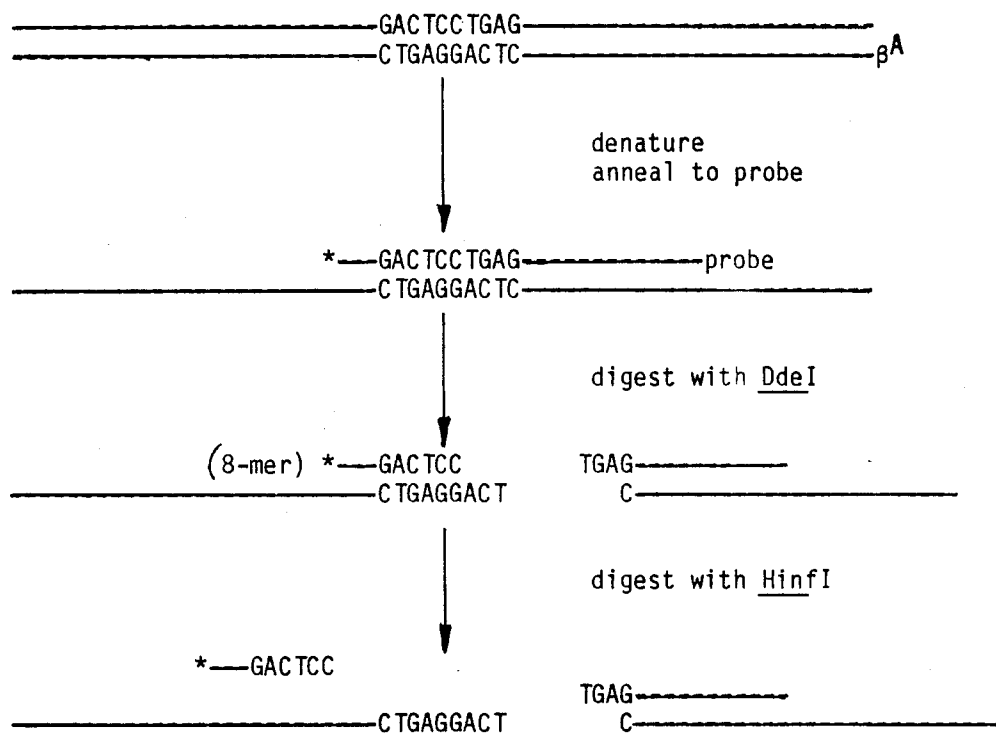 GACTCCTGAG
CTGAGGACTC βA
denature
anneal to probe
* GACTCCTGAG probe
CTGAGGACTC
digest with DdeI
(8-mer) * GACTCC TGAG
CTGAGGACT C
digest with HinfI
* GACTCC
TGAG
CTGAGGACT C